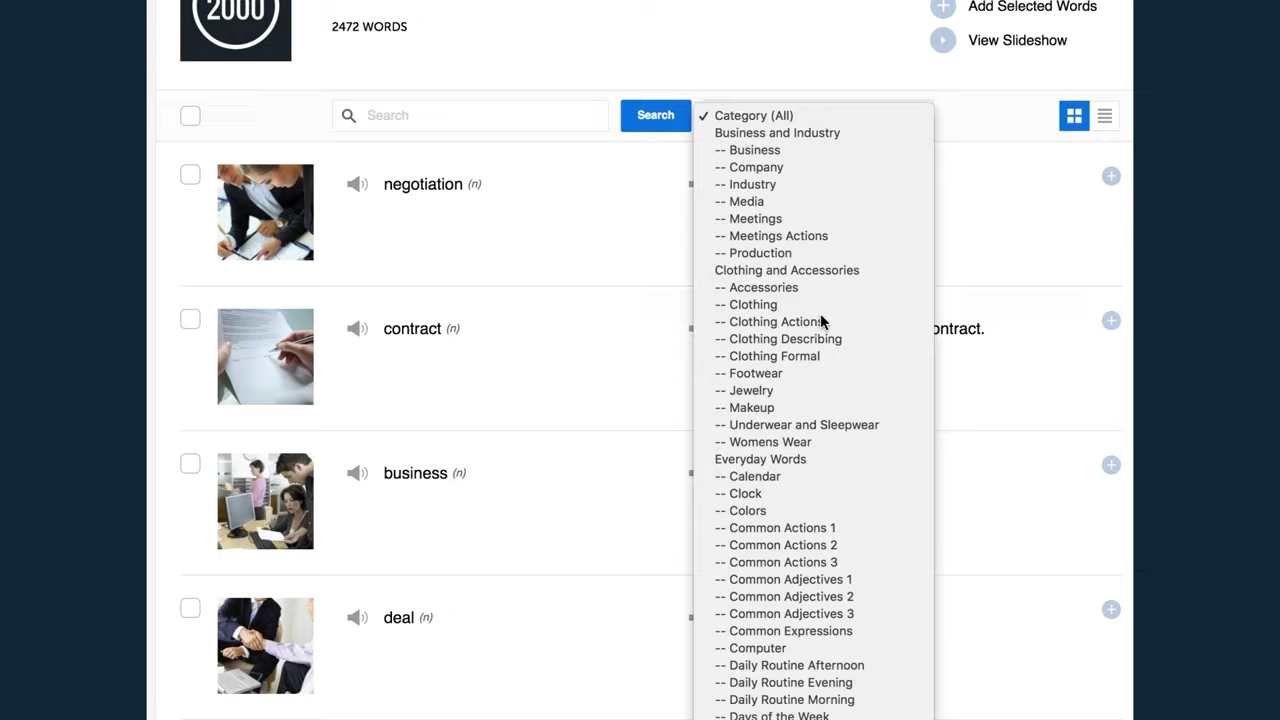 2000
2472 WORDS
Add Selected Words
View Slideshow
Search
Search
✓ Category (All)
Business and Industry
-- Business
-- Company
-- Industry
-- Media
-- Meetings
-- Meetings Actions
-- Production
Clothing and Accessories
-- Accessories
-- Clothing
-- Clothing Actions
-- Clothing Describing
-- Clothing Formal
-- Footwear
-- Jewelry
-- Makeup
-- Underwear and Sleepwear
-- Womens Wear
Everyday Words
-- Calendar
-- Clock
-- Colors
-- Common Actions 1
-- Common Actions 2
-- Common Actions 3
-- Common Adjectives 1
-- Common Adjectives 2
-- Common Adjectives 3
-- Common Expressions
-- Computer
-- Daily Routine Afternoon
-- Daily Routine Evening
-- Daily Routine Morning
-- Days of the Week
negotiation (n)
contract (n)
ontract.
business (n)
deal (n)